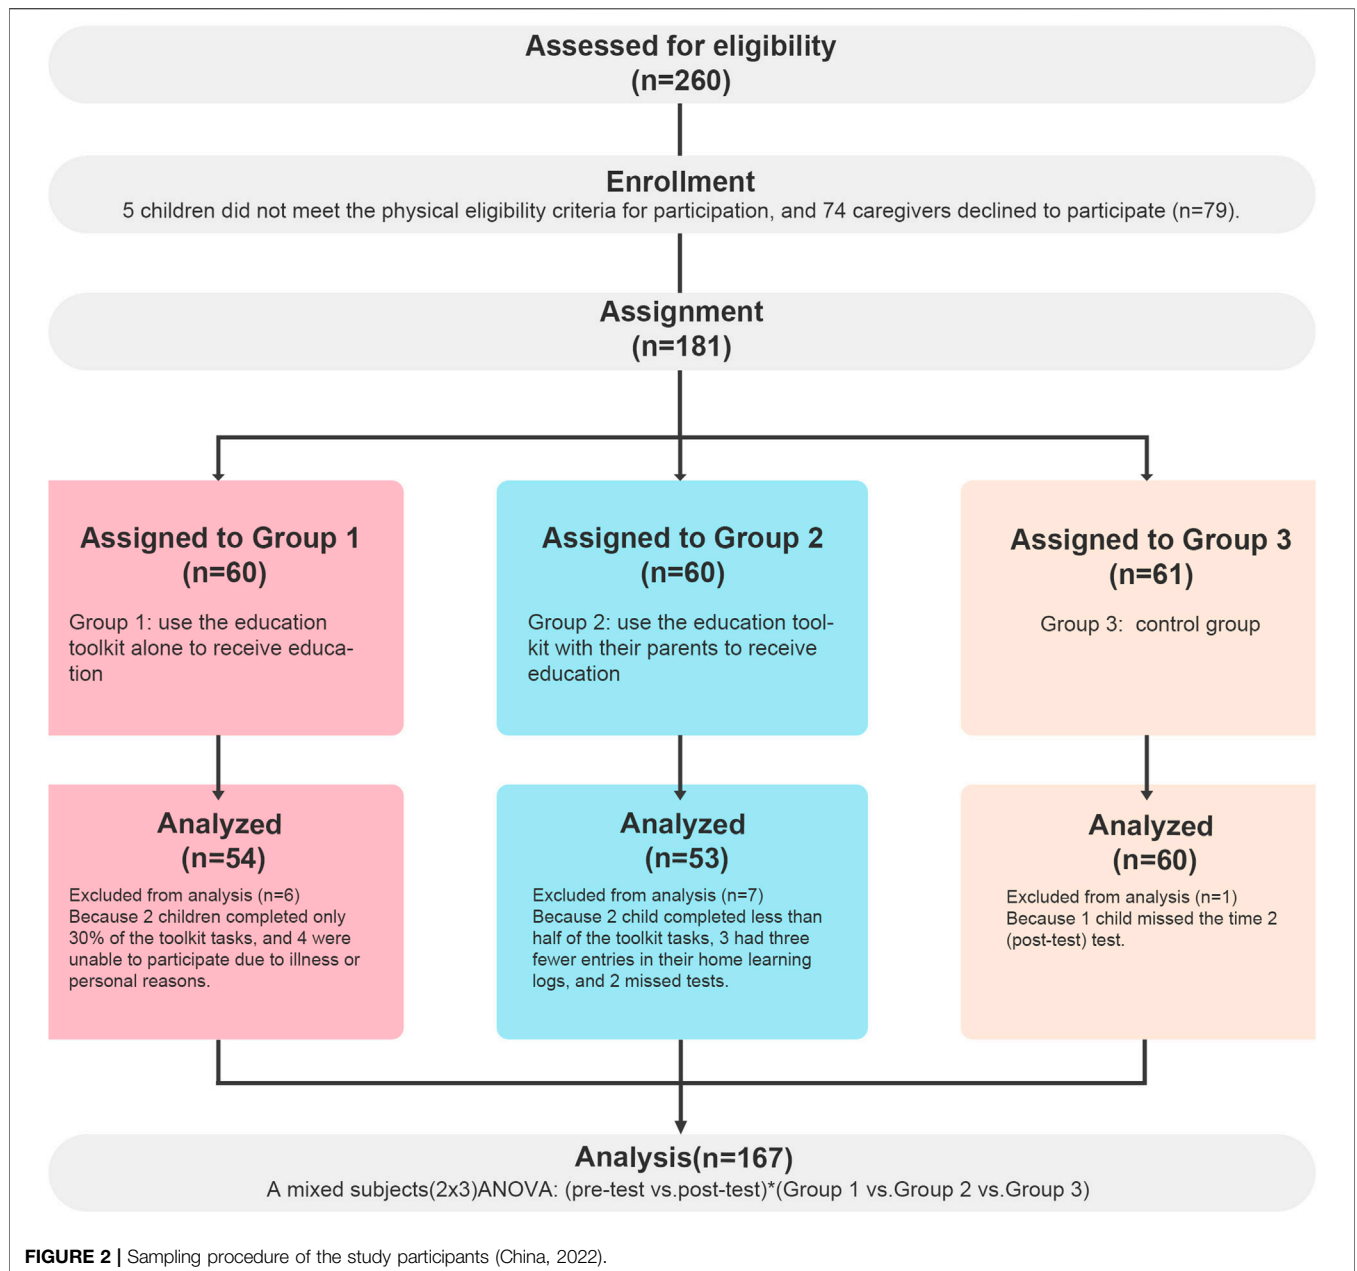 Assessed for eligibility
(n=260)
Enrollment
5 children did not meet the physical eligibility criteria for participation, and 74 caregivers declined to participate (n=79).
Assignment
(n=181)
Assigned to Group 1
(n=60)
Group 1: use the education
toolkit alone to receive educa-
tion
Assigned to Group 2
(n=60)
Group 2: use the education tool-
kit with their parents to receive
education
Assigned to Group 3
(n=61)
Group 3:  control group
Analyzed
(n=54)
Excluded from analysis (n=6)
Because 2 children completed only
30% of the toolkit tasks, and 4 were
unable to participate due to illness or
personal reasons.
Analyzed
(n=53)
Excluded from analysis (n=7)
Because 2 child completed less than
half of the toolkit tasks, 3 had three
fewer entries in their home learning
logs, and 2 missed tests.
Analyzed
(n=60)
Excluded from analysis (n=1)
Because 1 child missed the time 2
(post-test) test.
Analysis(n=167)
A mixed subjects(2x3)ANOVA: (pre-test vs.post-test)*(Group 1 vs.Group 2 vs.Group 3)
FIGURE 2 | Sampling procedure of the study participants (China, 2022).